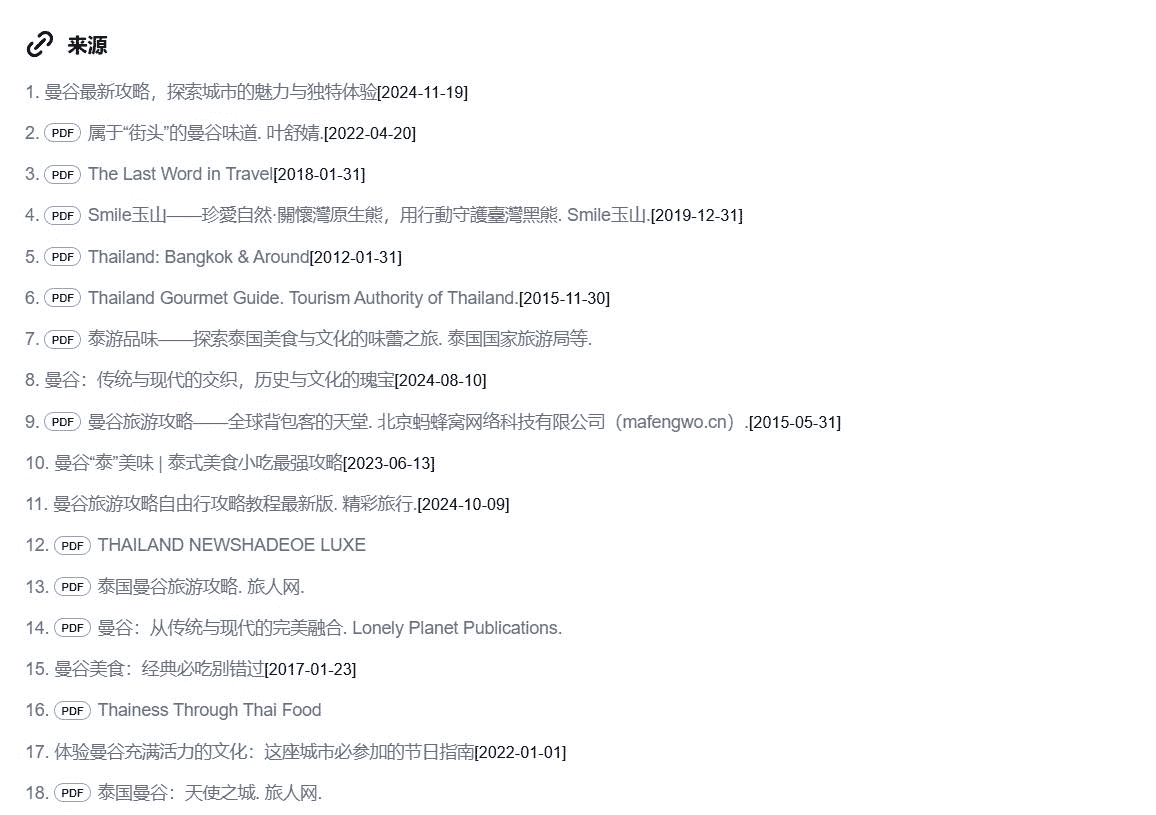 来源
1. 曼谷最新攻略，探索城市的魅力与独特体验[2024-11-19]
2. PDF 属于“街头”的曼谷味道. 叶舒婧.[2022-04-20]
3. PDF The Last Word in Travel[2018-01-31]
4. PDF Smile玉山——珍愛自然·關懷灣原生熊，用行動守護臺灣黑熊. Smile玉山.[2019-12-31]
5. PDF Thailand: Bangkok & Around[2012-01-31]
6. PDF Thailand Gourmet Guide. Tourism Authority of Thailand.[2015-11-30]
7. PDF 泰游品味——探索泰国美食与文化的味蕾之旅. 泰国国家旅游局等.
8. 曼谷：传统与现代的交织，历史与文化的瑰宝[2024-08-10]
9. PDF 曼谷旅游攻略——全球背包客的天堂. 北京蚂蜂窝网络科技有限公司（mafengwo.cn）.[2015-05-31]
10. 曼谷“泰”美味 | 泰式美食小吃最强攻略[2023-06-13]
11. 曼谷旅游攻略自由行攻略教程最新版. 精彩旅行.[2024-10-09]
12. PDF THAILAND NEWSHADEOE LUXE
13. PDF 泰国曼谷旅游攻略. 旅人网.
14. PDF 曼谷：从传统与现代的完美融合. Lonely Planet Publications.
15. 曼谷美食：经典必吃别错过[2017-01-23]
16. PDF Thainess Through Thai Food
17. 体验曼谷充满活力的文化：这座城市必参加的节日指南[2022-01-01]
18. PDF 泰国曼谷：天使之城. 旅人网.